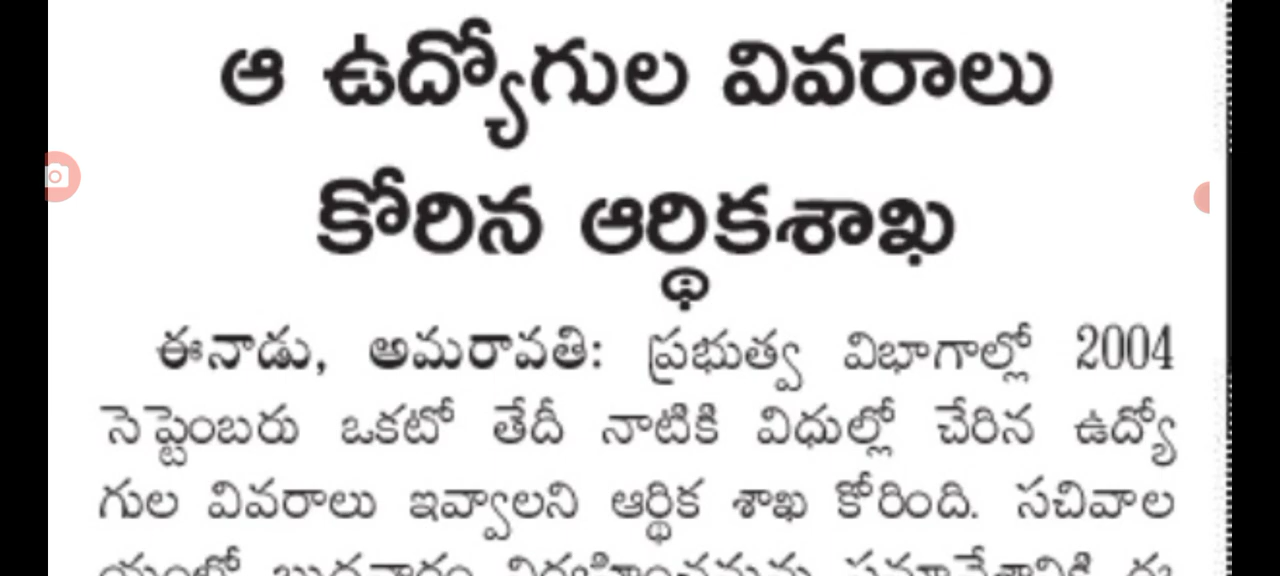 ఆ ఉద్యోగుల వివరాలు
కోరిన ఆర్థికశాఖ
ఈనాడు, అమరావతి: ప్రభుత్వ విభాగాల్లో 2004
సెప్టెంబరు ఒకటో తేదీ నాటికి విధుల్లో చేరిన ఉద్యో
గుల వివరాలు ఇవ్వాలని ఆర్థిక శాఖ కోరింది. సచివాల